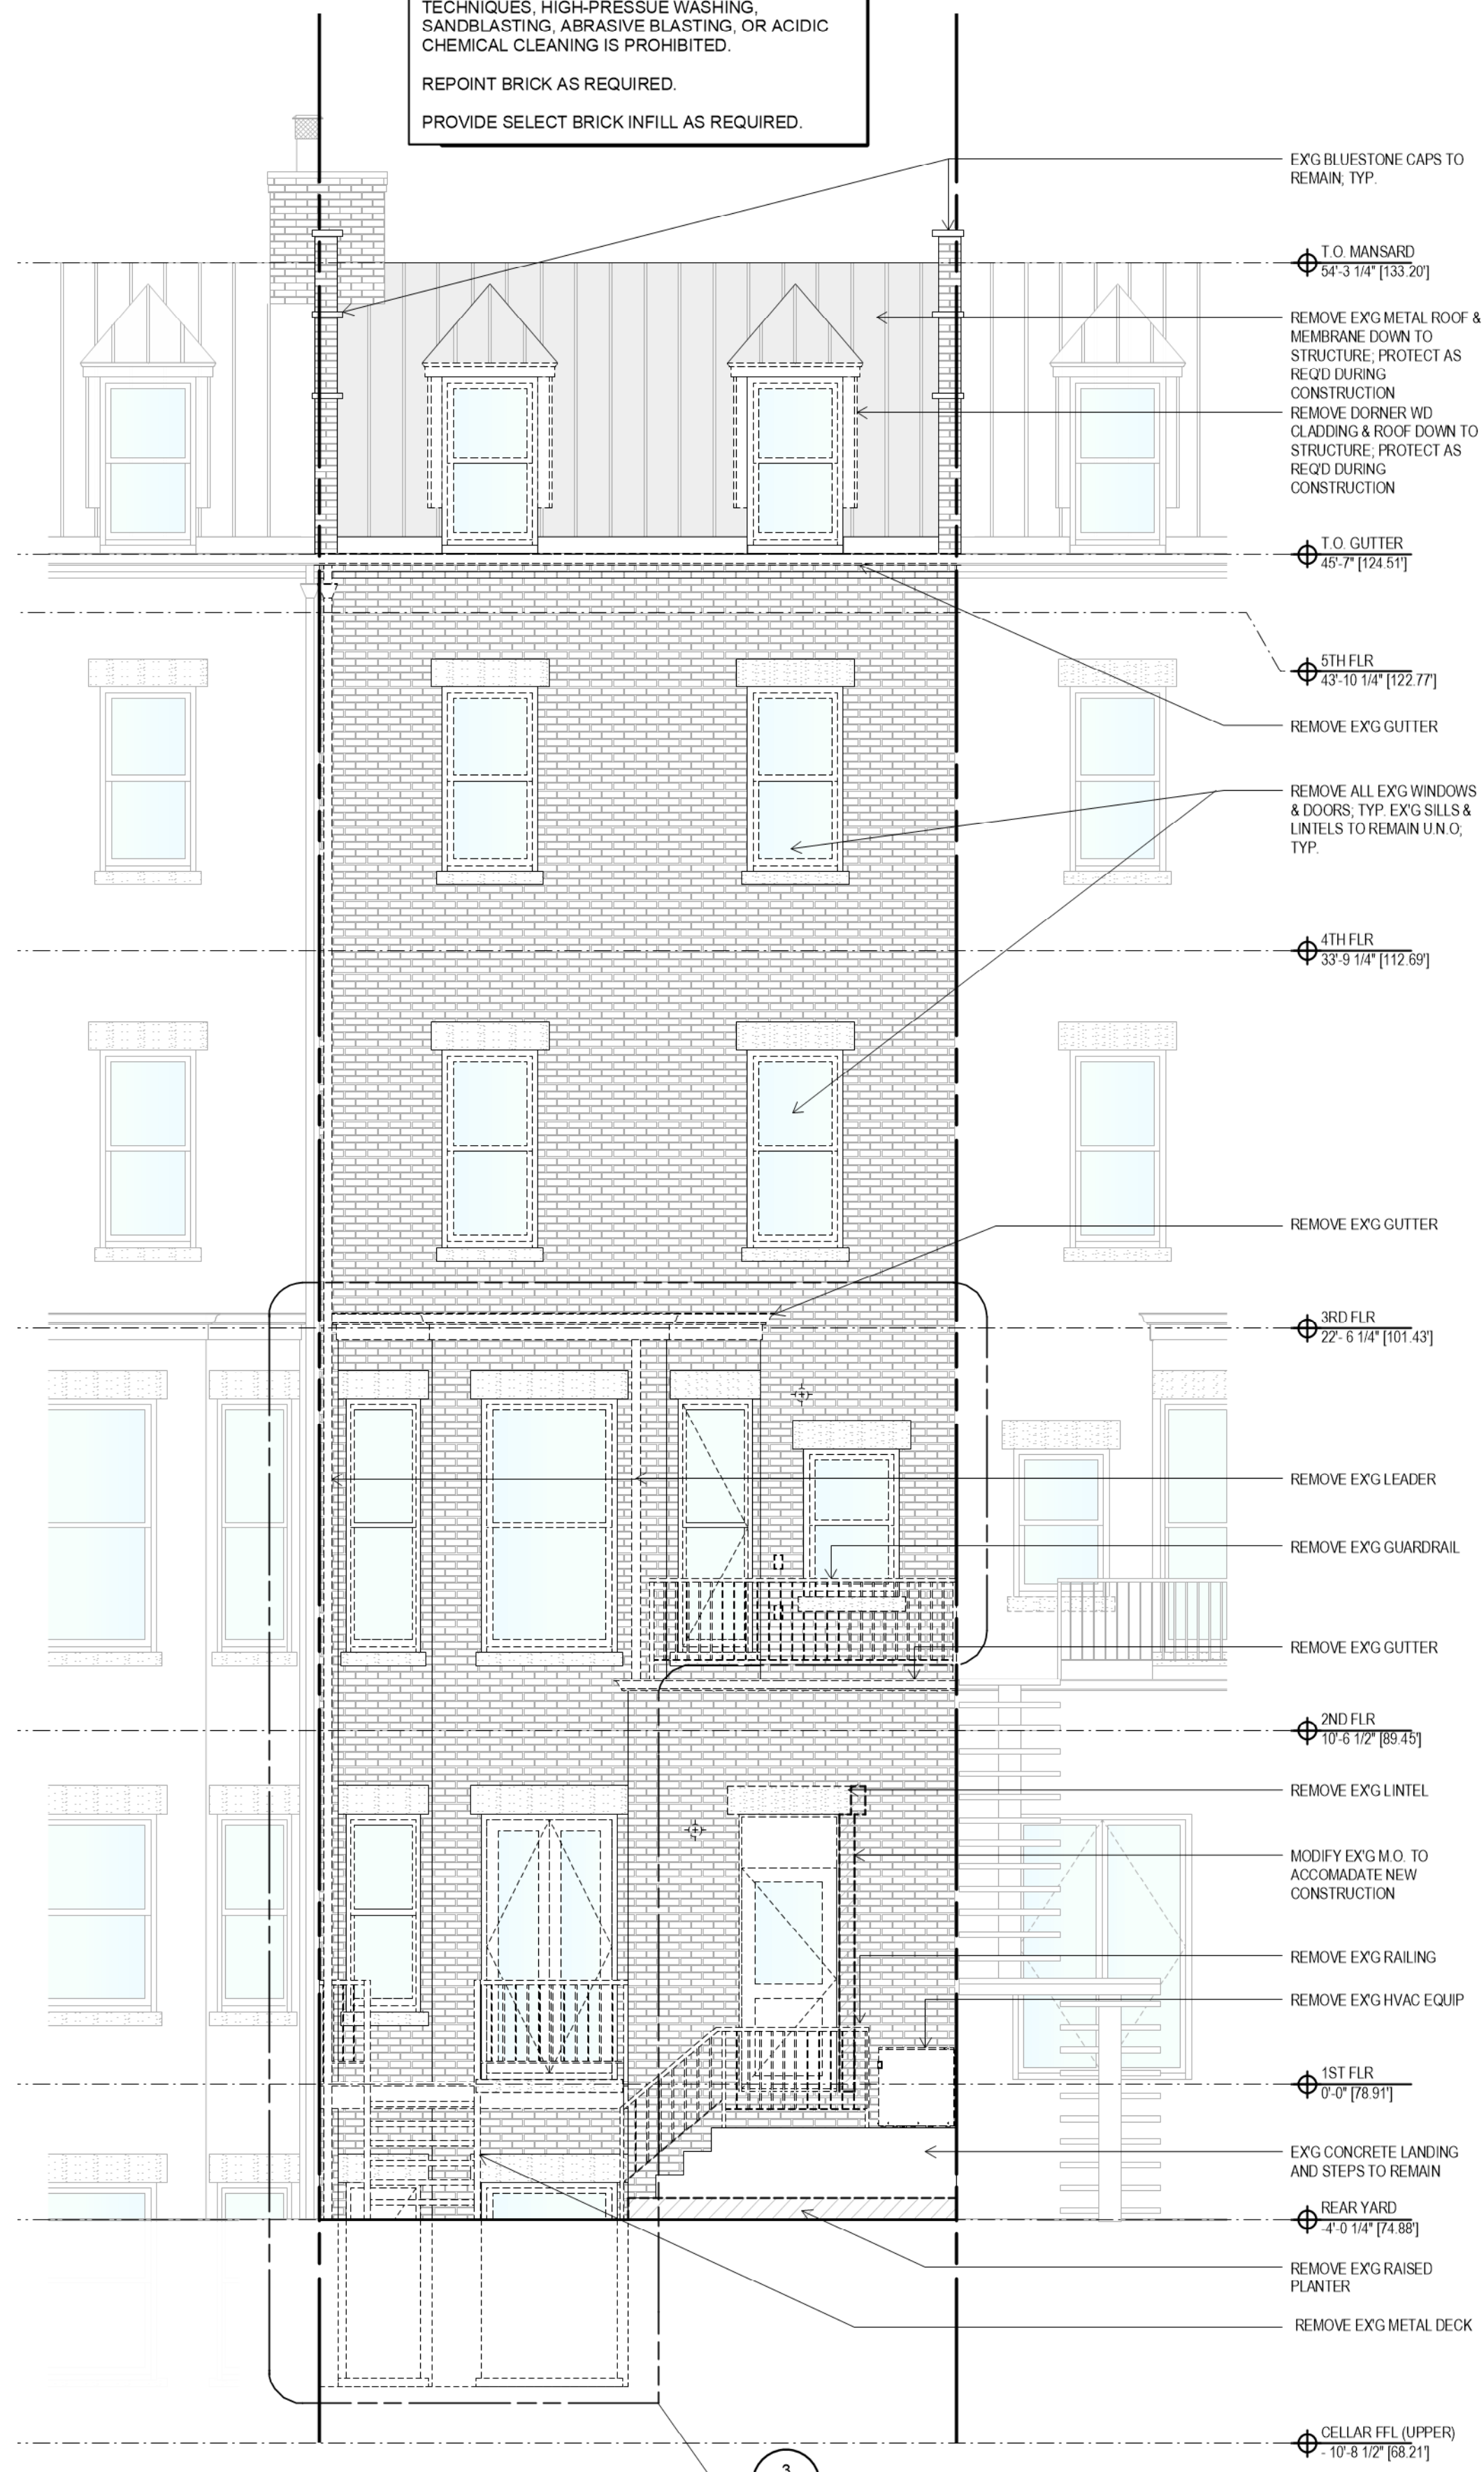 TECHNIQUES, HIGH-PRESSUE WASHING,
SANDBLASTING, ABRASIVE BLASTING, OR ACIDIC
CHEMICAL CLEANING IS PROHIBITED.
REPOINT BRICK AS REQUIRED.
PROVIDE SELECT BRICK INFILL AS REQUIRED.
EX'G BLUESTONE CAPS TO
REMAIN; TYP.
T.O. MANSARD
54'-3 1/4" [133.20']
REMOVE EX'G METAL ROOF &
MEMBRANE DOWN TO
STRUCTURE; PROTECT AS
REQ'D DURING
CONSTRUCTION
REMOVE DORNER WD
CLADDING & ROOF DOWN TO
STRUCTURE; PROTECT AS
REQ'D DURING
CONSTRUCTION
T.O. GUTTER
45'-7" [124.51']
5TH FLR
43'-10 1/4" [122.77']
REMOVE EX'G GUTTER
REMOVE ALL EX'G WINDOWS
& DOORS; TYP. EX'G SILLS &
LINTELS TO REMAIN U.N.O;
TYP.
4TH FLR
33'-9 1/4" [112.69']
REMOVE EX'G GUTTER
3RD FLR
22'- 6 1/4" [101.43']
REMOVE EX'G LEADER
REMOVE EX'G GUARDRAIL
REMOVE EX'G GUTTER
2ND FLR
10'-6 1/2" [89.45']
REMOVE EX'G LINTEL
MODIFY EX'G M.O. TO
ACCOMADATE NEW
CONSTRUCTION
REMOVE EX'G RAILING
REMOVE EX'G HVAC EQUIP
1ST FLR
0'-0" [78.91']
EX'G CONCRETE LANDING
AND STEPS TO REMAIN
REAR YARD
-4'-0 1/4" [74.88']
REMOVE EX'G RAISED
PLANTER
REMOVE EX'G METAL DECK
CELLAR FFL (UPPER)
- 10'-8 1/2" [68.21']
3